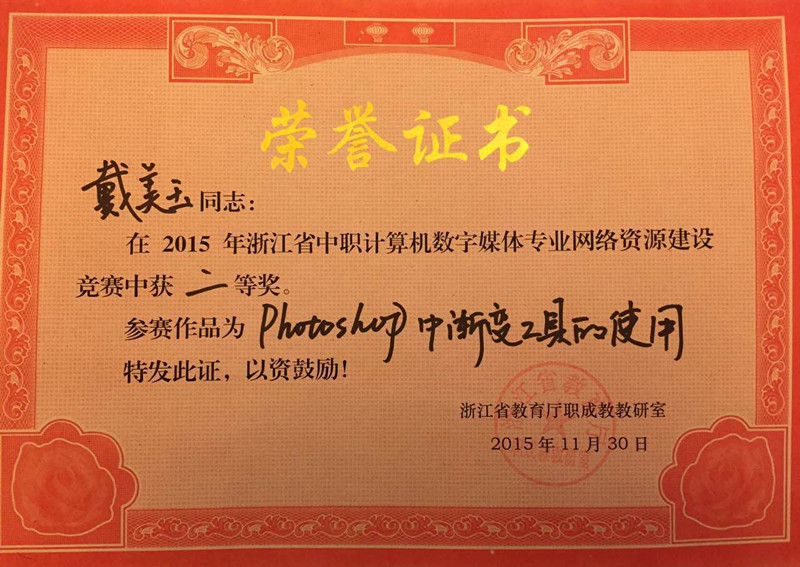 荣誉证书
戴美玉同志：
在 2015 年浙江省中职计算机数字媒体专业网络资源建设
竞赛中获 二 等奖。
参赛作品为 Photoshop 中渐变工具的使用
特发此证，以资鼓励！
浙江省教育厅职成教教研室
2015 年 11 月 30 日